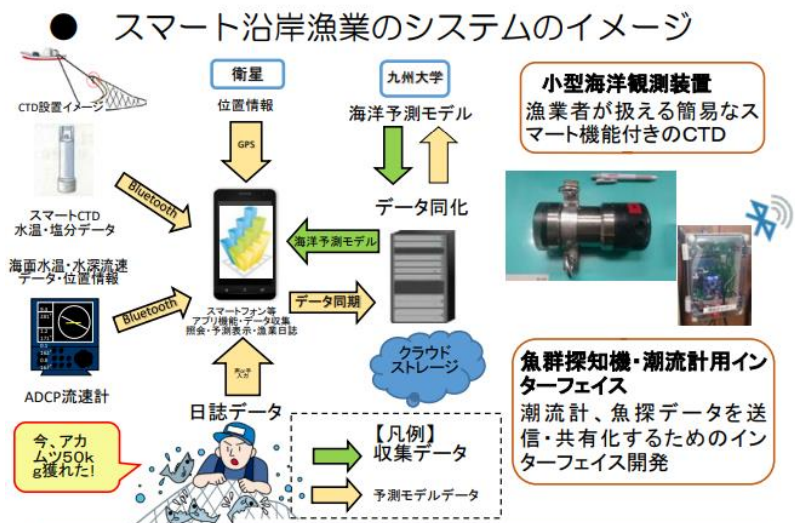 ● スマート沿岸漁業のシステムのイメージ
CTD設置イメージ
衛星
位置情報
GPS
九州大学
海洋予測モデル
データ同化
小型海洋観測装置
漁業者が扱える簡易なス
マート機能付きのCTD
Bluetooth
スマートCTD
水温・塩分データ
海洋予測モデル
海面水温・水深流速
データ・位置情報
Bluetooth
データ同期
スマートフォン等
アプリ機能・データ収集
照会・予測表示・漁業日誌
クラウド
ストレージ
ADCP流速計
入力
日誌データ
魚群探知機・潮流計用イン
ターフェイス
潮流計、魚探データを送
信・共有化するためのイン
ターフェイス開発
今、アカ
ムツ50k
g獲れた!
【凡例】
収集データ
予測モデルデータ